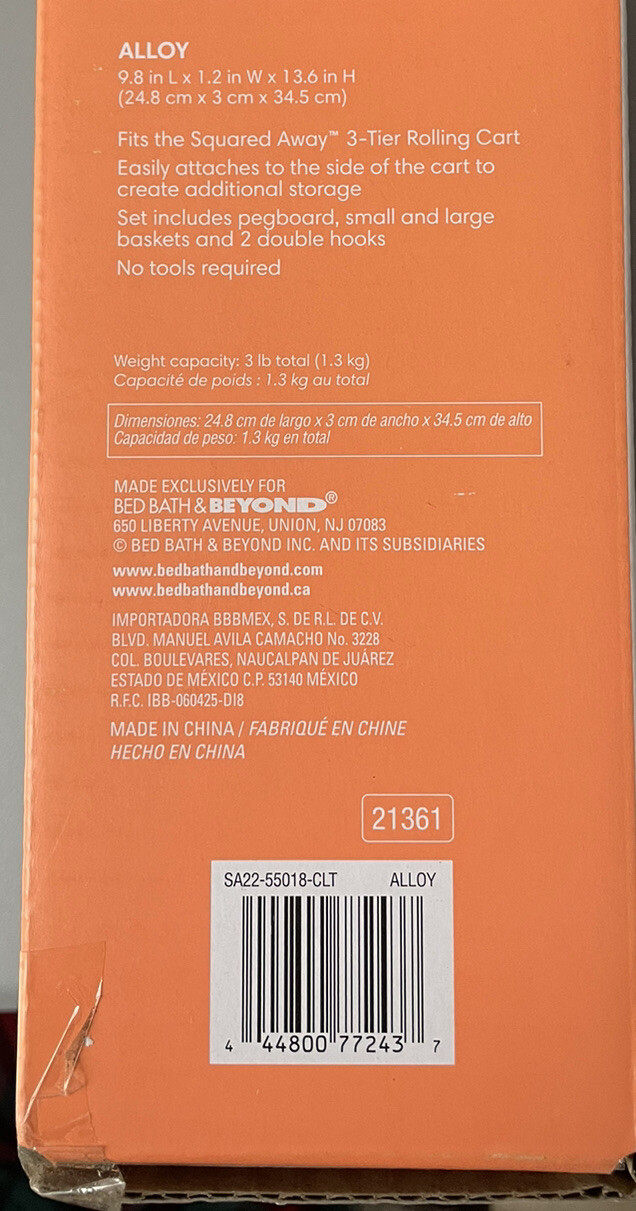 ALLOY
9.8 in L x 1.2 in W x 13.6 in H
(24.8 cm x 3 cm x 34.5 cm)
Fits the Squared Away™ 3-Tier Rolling Cart
Easily attaches to the side of the cart to
create additional storage
Set includes pegboard, small and large
baskets and 2 double hooks
No tools required
Weight capacity: 3 lb total (1.3 kg)
Capacité de poids : 1.3 kg au total
Dimensiones: 24.8 cm de largo x 3 cm de ancho x 34.5 cm de alto
Capacidad de peso: 1.3 kg en total
MADE EXCLUSIVELY FOR
BED BATH & BEYOND®
650 LIBERTY AVENUE, UNION, NJ 07083
© BED BATH & BEYOND INC. AND ITS SUBSIDIARIES
www.bedbathandbeyond.com
www.bedbathandbeyond.ca
IMPORTADORA BBBMEX, S. DE R.L. DE C.V.
BLVD. MANUEL AVILA CAMACHO No. 3228
COL. BOULEVARES, NAUCALPAN DE JUÁREZ
ESTADO DE MÉXICO C.P. 53140 MÉXICO
R.F.C. IBB-060425-DI8
MADE IN CHINA / FABRIQUÉ EN CHINE
HECHO EN CHINA
21361
SA22-55018-CLT ALLOY
4 44800 77243 7